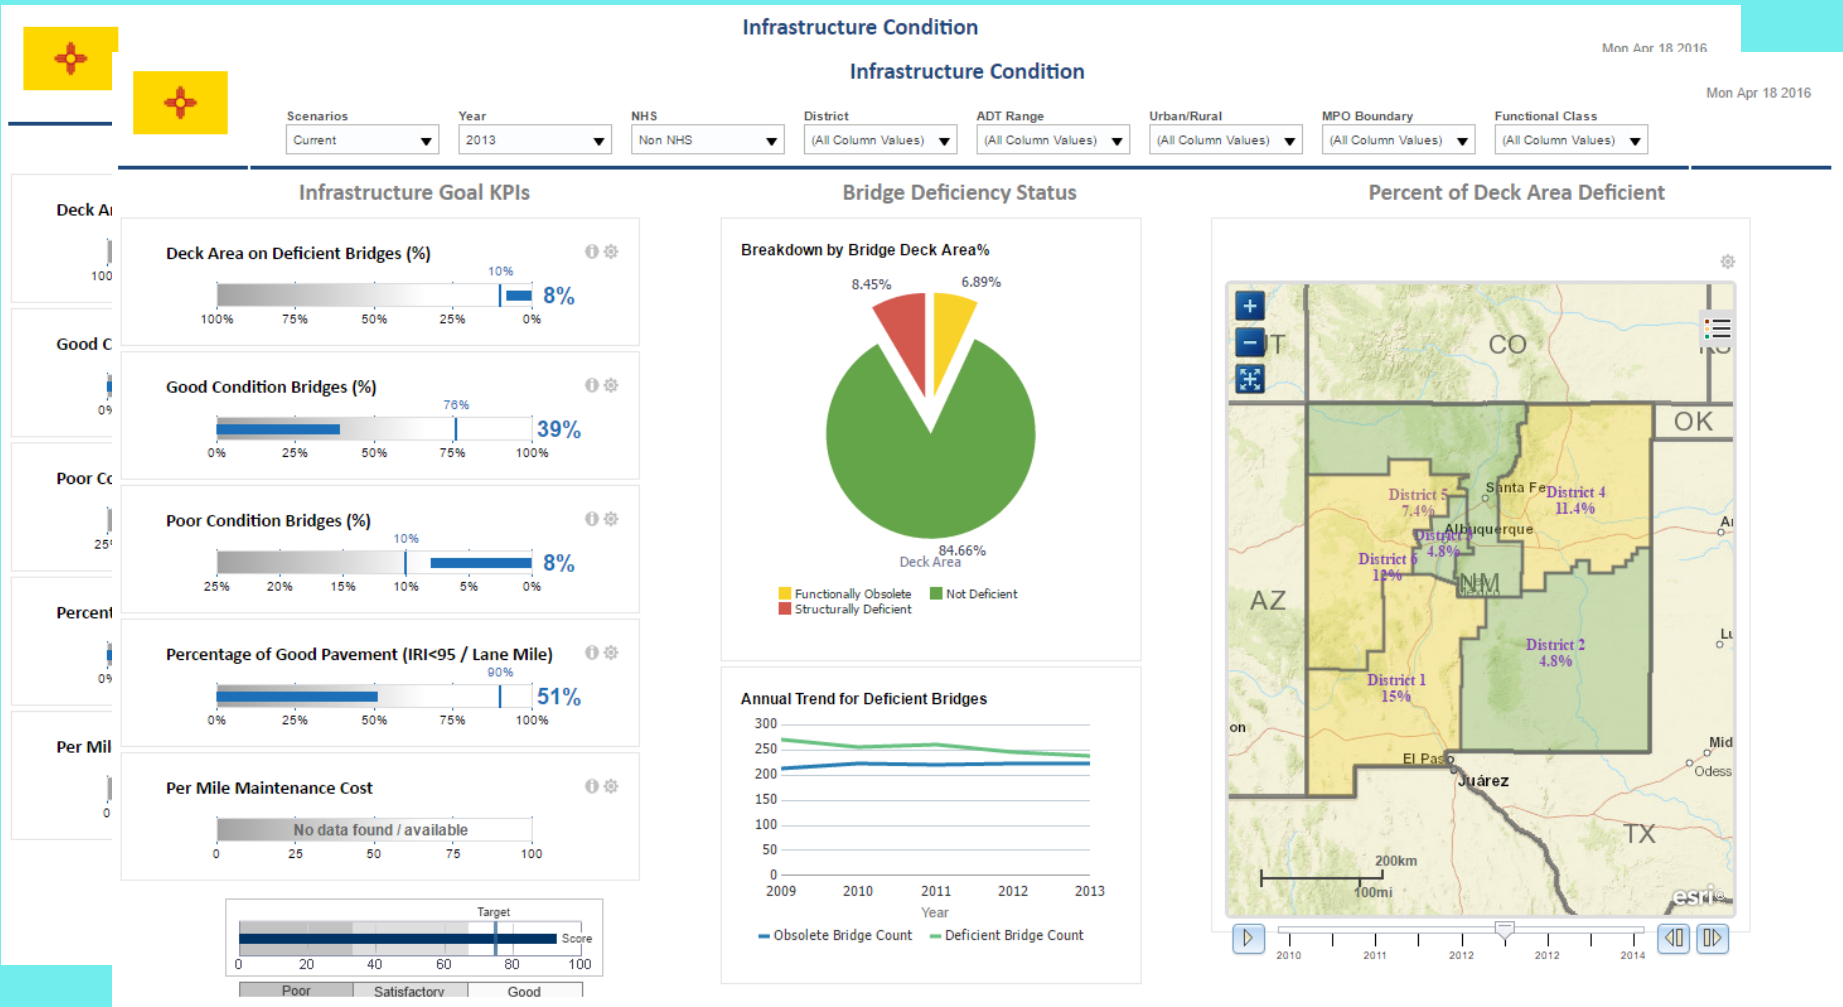 Infrastructure Condition
Mon Apr 18 2016
Infrastructure Condition
Mon Apr 18 2016
Scenarios
Year
NHS
District
ADT Range
Urban/Rural
MPO Boundary
Functional Class
Current
2013
Non NHS
(All Column Values)
(All Column Values)
(All Column Values)
(All Column Values)
(All Column Values)
Infrastructure Goal KPIs
Deck Area on Deficient Bridges (%)
10%
8%
100% 75% 50% 25% 0%
Good Condition Bridges (%)
76%
39%
0% 25% 50% 75% 100%
Poor Condition Bridges (%)
10%
8%
25% 20% 15% 10% 5% 0%
Percentage of Good Pavement (IRI<95 / Lane Mile)
90%
51%
0% 25% 50% 75% 100%
Per Mile Maintenance Cost
No data found / available
0 25 50 75 100
Target
Score
0 20 40 60 80 100
Poor Satisfactory Good
Bridge Deficiency Status
Breakdown by Bridge Deck Area%
8.45%
6.89%
84.66%
Deck Area
Functionally Obsolete
Not Deficient
Structurally Deficient
Annual Trend for Deficient Bridges
300
250
200
150
100
50
0
2009 2010 2011 2012 2013
Year
Obsolete Bridge Count
Deficient Bridge Count
Percent of Deck Area Deficient
CO
OK
AZ
NM
TX
Santa Fe
Albuquerque
District 5
7.4%
District 4
11.4%
4.8%
District 6
12%
District 2
4.8%
District 1
15%
El Paso
Juárez
on
Mid
Odess
200km
100mi
esri
2010 2011 2012 2012 2014
Deck A
100
Good C
0%
Poor Co
25%
Percent
0%
Per Mil
0